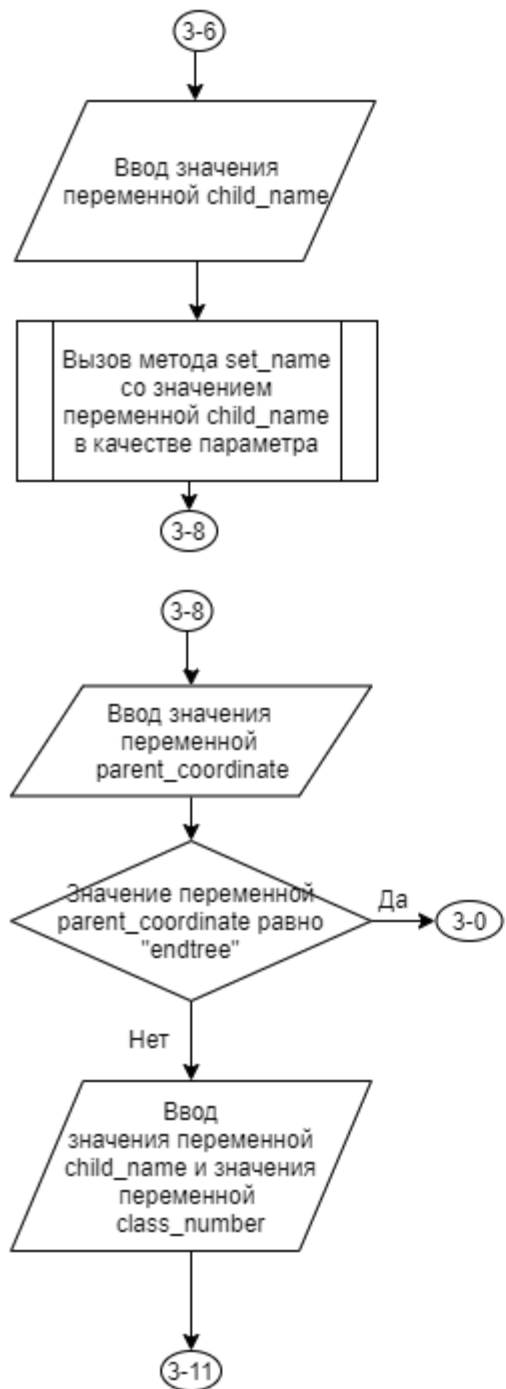 3-6
Ввод значения
переменной child_name
Вызов метода set_name
со значением
переменной child_name
в качестве параметра
3-8
3-8
Ввод значения
переменной
parent_coordinate
Значение переменной
parent_coordinate равно
"endtree"
Да
3-0
Нет
Ввод
значения переменной
child_name и значения
переменной
class_number
3-11